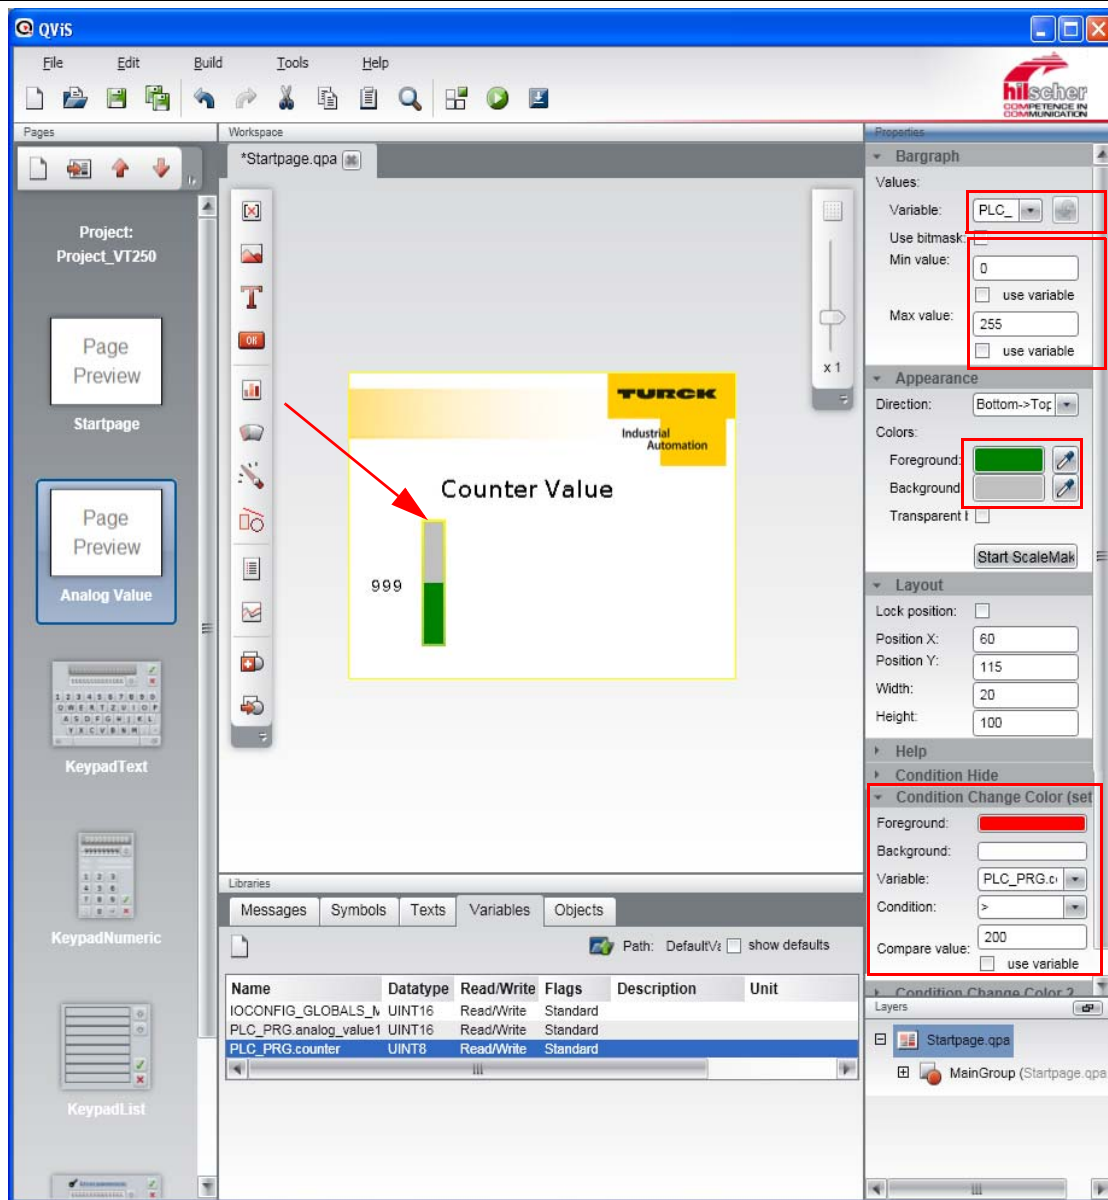 QViS
File Edit Build Tools Help
hilscher
COMPETENCE IN
COMMUNICATION
Pages
Workspace
Properties
*Startpage.qpa
Project:
Project_VT250
Page
Preview
Startpage
Page
Preview
Analog Value
KeypadText
KeypadNumeric
KeypadList
OK
x 1
TURCK
Industrial
Automation
Counter Value
999
Bargraph
Values:
Variable: PLC_
Use bitmask:
Min value: 0
use variable
Max value: 255
use variable
Appearance
Direction: Bottom->Top
Colors:
Foreground:
Background
Transparent
Start ScaleMak
Layout
Lock position:
Position X: 60
Position Y: 115
Width: 20
Height: 100
Help
Condition Hide
Condition Change Color (set
Foreground:
Background:
Variable: PLC_PRG.c
Condition: >
Compare value: 200
use variable
Condition Change Color 2
Libraries
Messages Symbols Texts Variables Objects
Path: DefaultVa show defaults
Name Datatype Read/Write Flags Description Unit
IOCONFIG_GLOBALS_M UINT16 Read/Write Standard
PLC_PRG.analog_value1 UINT16 Read/Write Standard
PLC_PRG.counter UINT8 Read/Write Standard
Layers
Startpage.qpa
MainGroup (Startpage.qpa